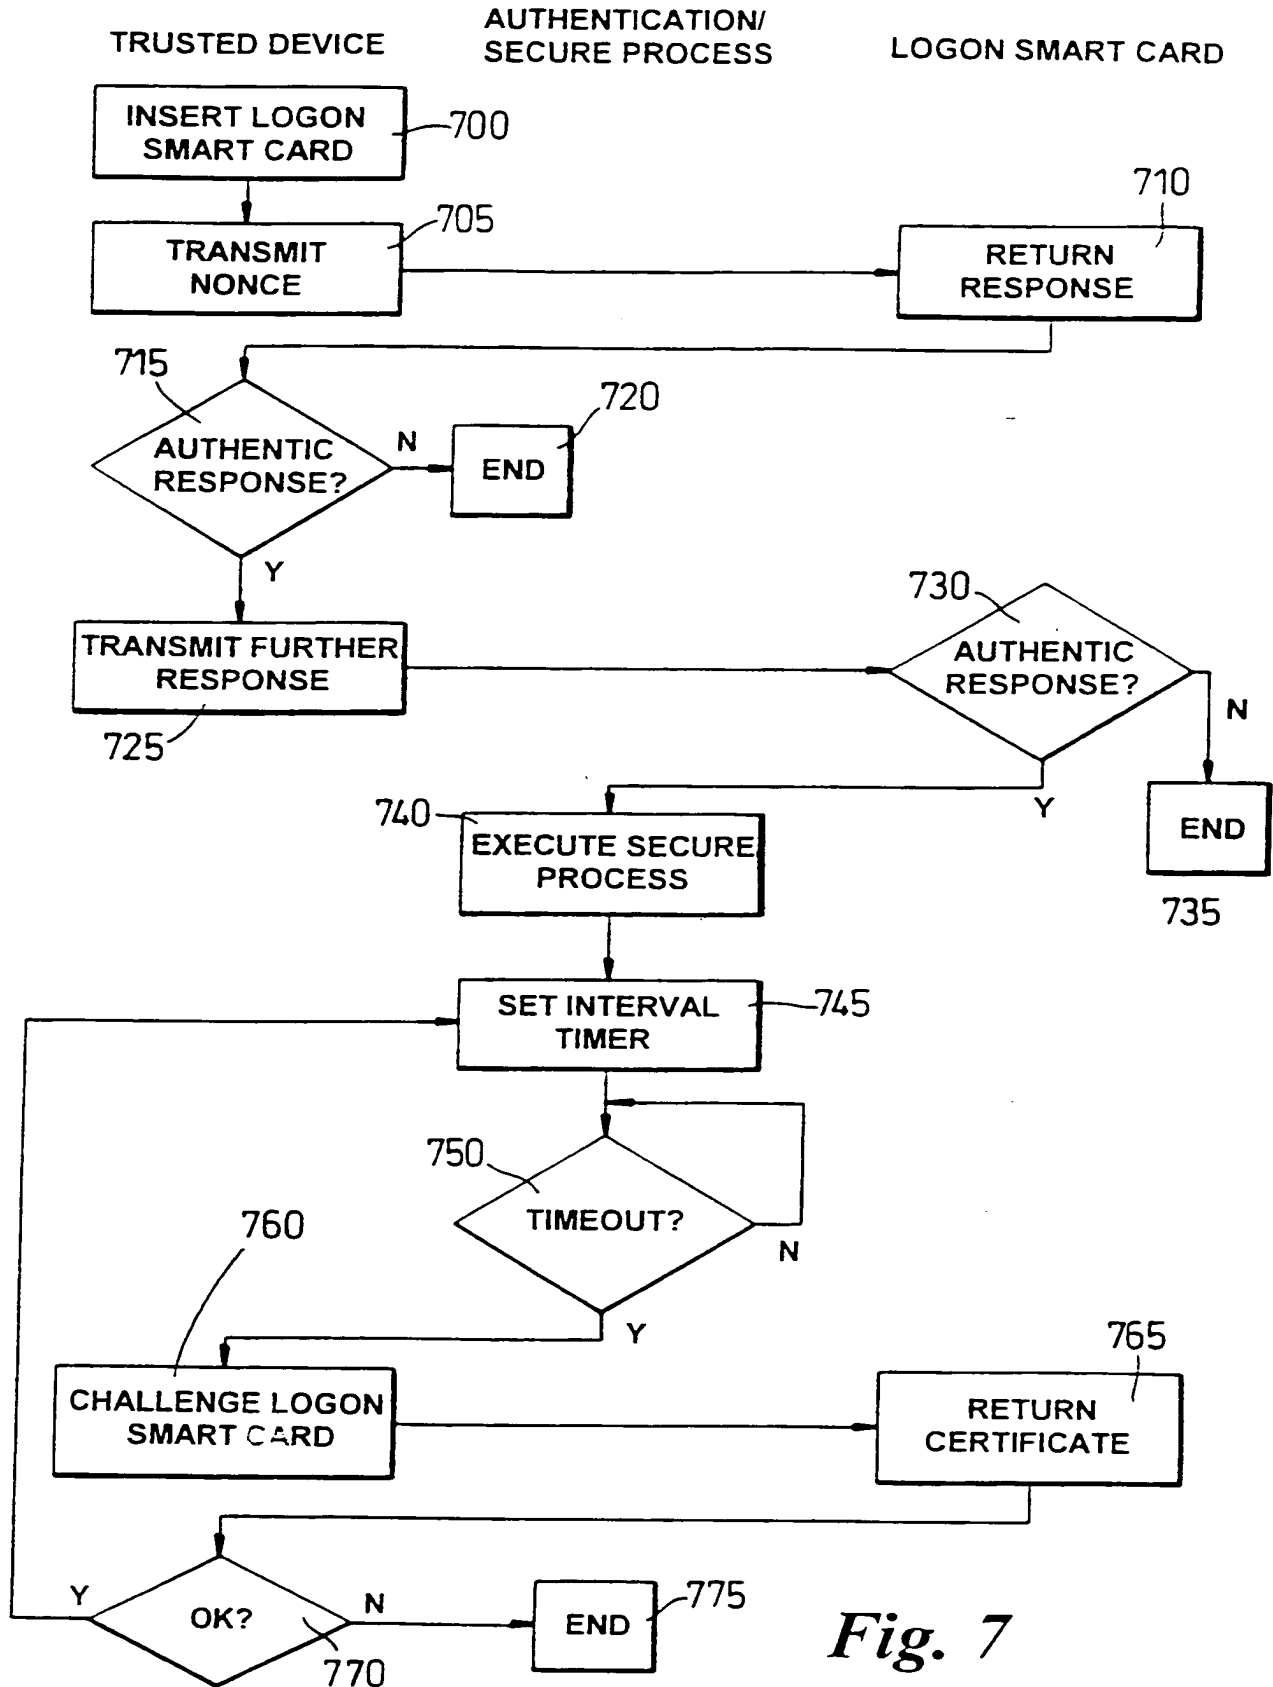 TRUSTED DEVICE
AUTHENTICATION/
SECURE PROCESS
LOGON SMART CARD
INSERT LOGON
SMART CARD
700
TRANSMIT
NONCE
705
710
RETURN
RESPONSE
715
AUTHENTIC
RESPONSE?
N
720
END
Y
TRANSMIT FURTHER
RESPONSE
725
730
AUTHENTIC
RESPONSE?
N
Y
END
735
740
EXECUTE SECURE
PROCESS
SET INTERVAL
TIMER
745
750
TIMEOUT?
N
Y
760
CHALLENGE LOGON
SMART CARD
765
RETURN
CERTIFICATE
Y
OK?
N
770
END
775
Fig. 7